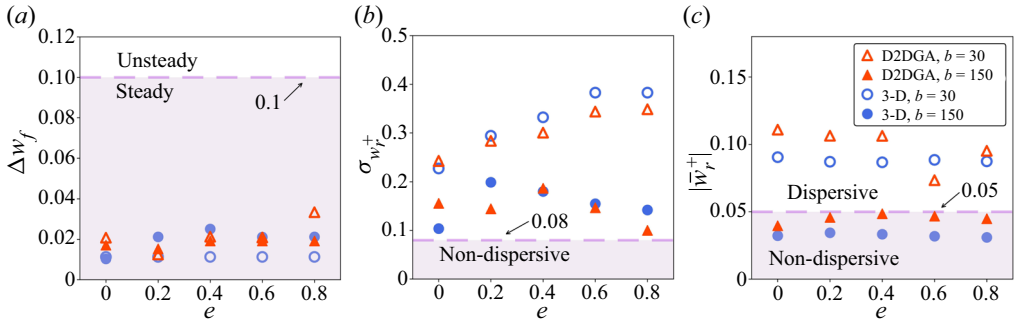 (a)
0.12
0.10
0.08
0.06
0.04
0.02
0
Δw_f
Unsteady
Steady
0.1
0 0.2 0.4 0.6 0.8
e
(b)
0.5
0.4
0.3
0.2
0.1
0
σ_{w_r^+}
0.08
Non-dispersive
0 0.2 0.4 0.6 0.8
e
(c)
0.20
0.15
0.10
0.05
0
|w̄_r^+|
D2DGA, b = 30
D2DGA, b = 150
3-D, b = 30
3-D, b = 150
Dispersive
0.05
Non-dispersive
0 0.2 0.4 0.6 0.8
e